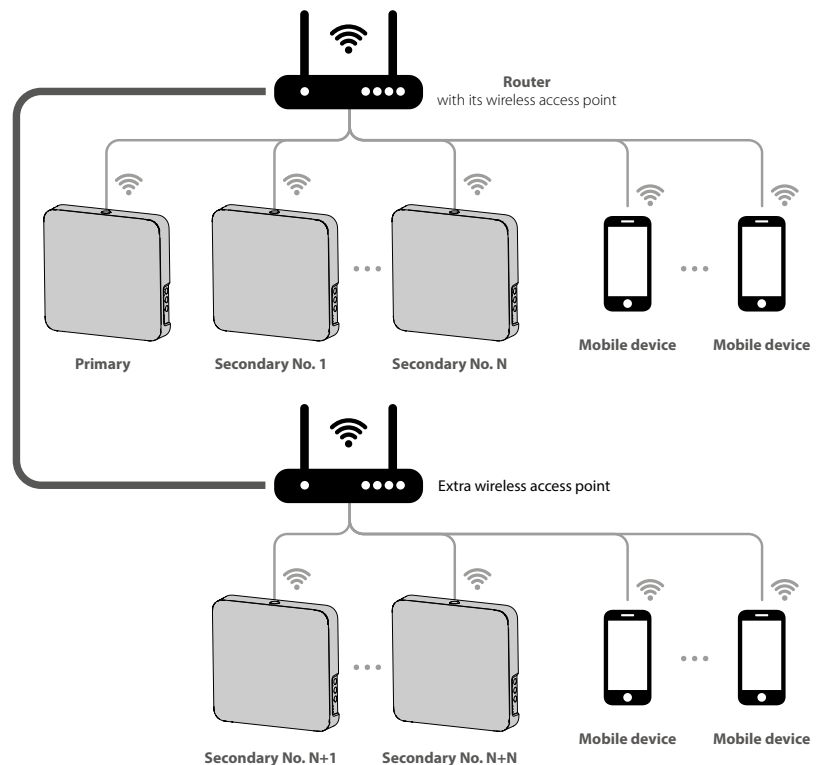 Router
with its wireless access point
Primary
Secondary No. 1
Secondary No. N
Mobile device
Mobile device
Extra wireless access point
Secondary No. N+1
Secondary No. N+N
Mobile device
Mobile device